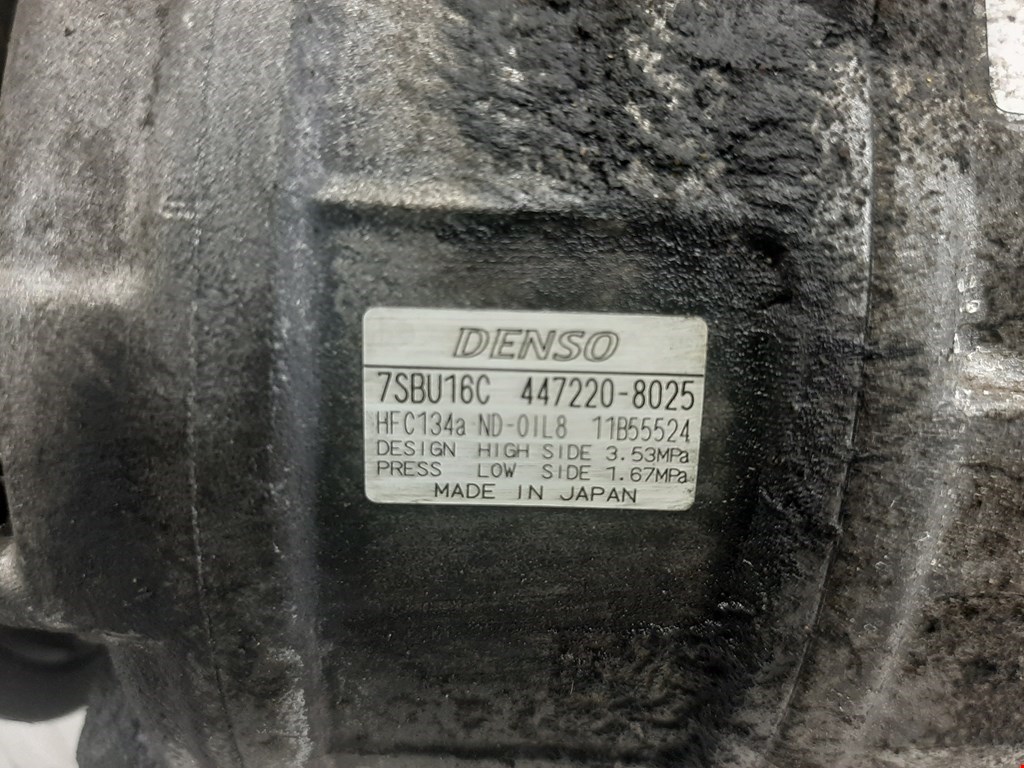 DENSO
7SBU16C 447220-8025
HFC134a ND-OIL8 11B55524
DESIGN HIGH SIDE 3.53MPa
PRESS LOW SIDE 1.67MPa
MADE IN JAPAN